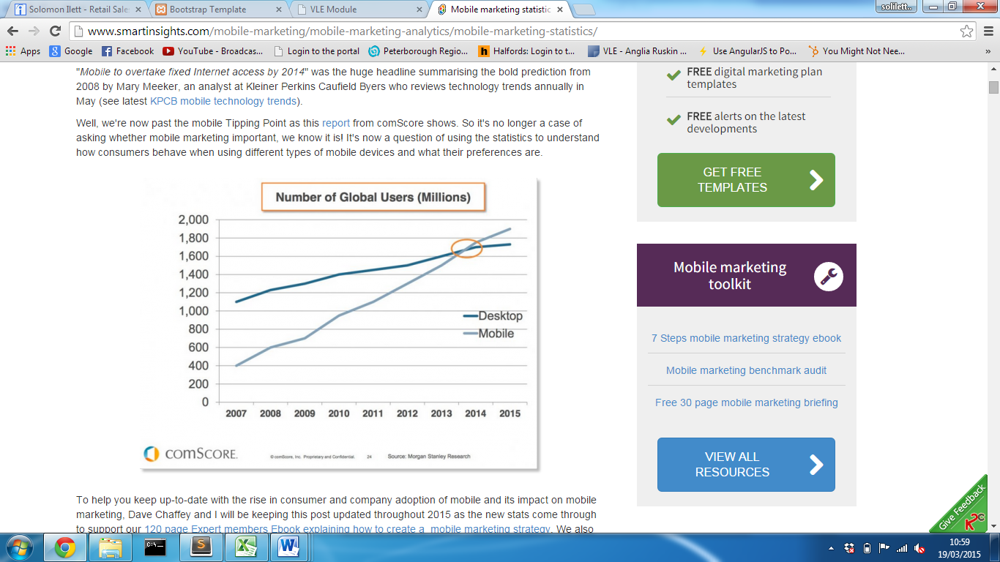 Solomon Ilett - Retail Sale
Bootstrap Template
VLE Module
Mobile marketing statistic
solilett..
www.smartinsights.com/mobile-marketing/mobile-marketing-analytics/mobile-marketing-statistics/
Apps Google Facebook YouTube - Broadcas... Login to the portal Peterborough Regio... Halfords: Login to t... VLE - Anglia Ruskin ... Use AngularJS to Po... You Might Not Nee... »
"Mobile to overtake fixed Internet access by 2014" was the huge headline summarising the bold prediction from
2008 by Mary Meeker, an analyst at Kleiner Perkins Caufield Byers who reviews technology trends annually in
May (see latest KPCB mobile technology trends).
Well, we're now past the mobile Tipping Point as this report from comScore shows. So it's no longer a case of
asking whether mobile marketing important, we know it is! It's now a question of using the statistics to understand
how consumers behave when using different types of mobile devices and what their preferences are.
Number of Global Users (Millions)
2,000
1,800
1,600
1,400
1,200
1,000
800
600
400
200
0
Desktop
Mobile
2007 2008 2009 2010 2011 2012 2013 2014 2015
comScore. © comScore, Inc. Proprietary and Confidential. 24 Source: Morgan Stanley Research
To help you keep up-to-date with the rise in consumer and company adoption of mobile and its impact on mobile
marketing, Dave Chaffey and I will be keeping this post updated throughout 2015 as the new stats come through
to support our 120 page Expert members Ebook explaining how to create a mobile marketing strategy. We also
FREE digital marketing plan
templates
FREE alerts on the latest
developments
GET FREE
TEMPLATES
Mobile marketing
toolkit
7 Steps mobile marketing strategy ebook
Mobile marketing benchmark audit
Free 30 page mobile marketing briefing
VIEW ALL
RESOURCES
Give Feedback
C:\
10:59
19/03/2015